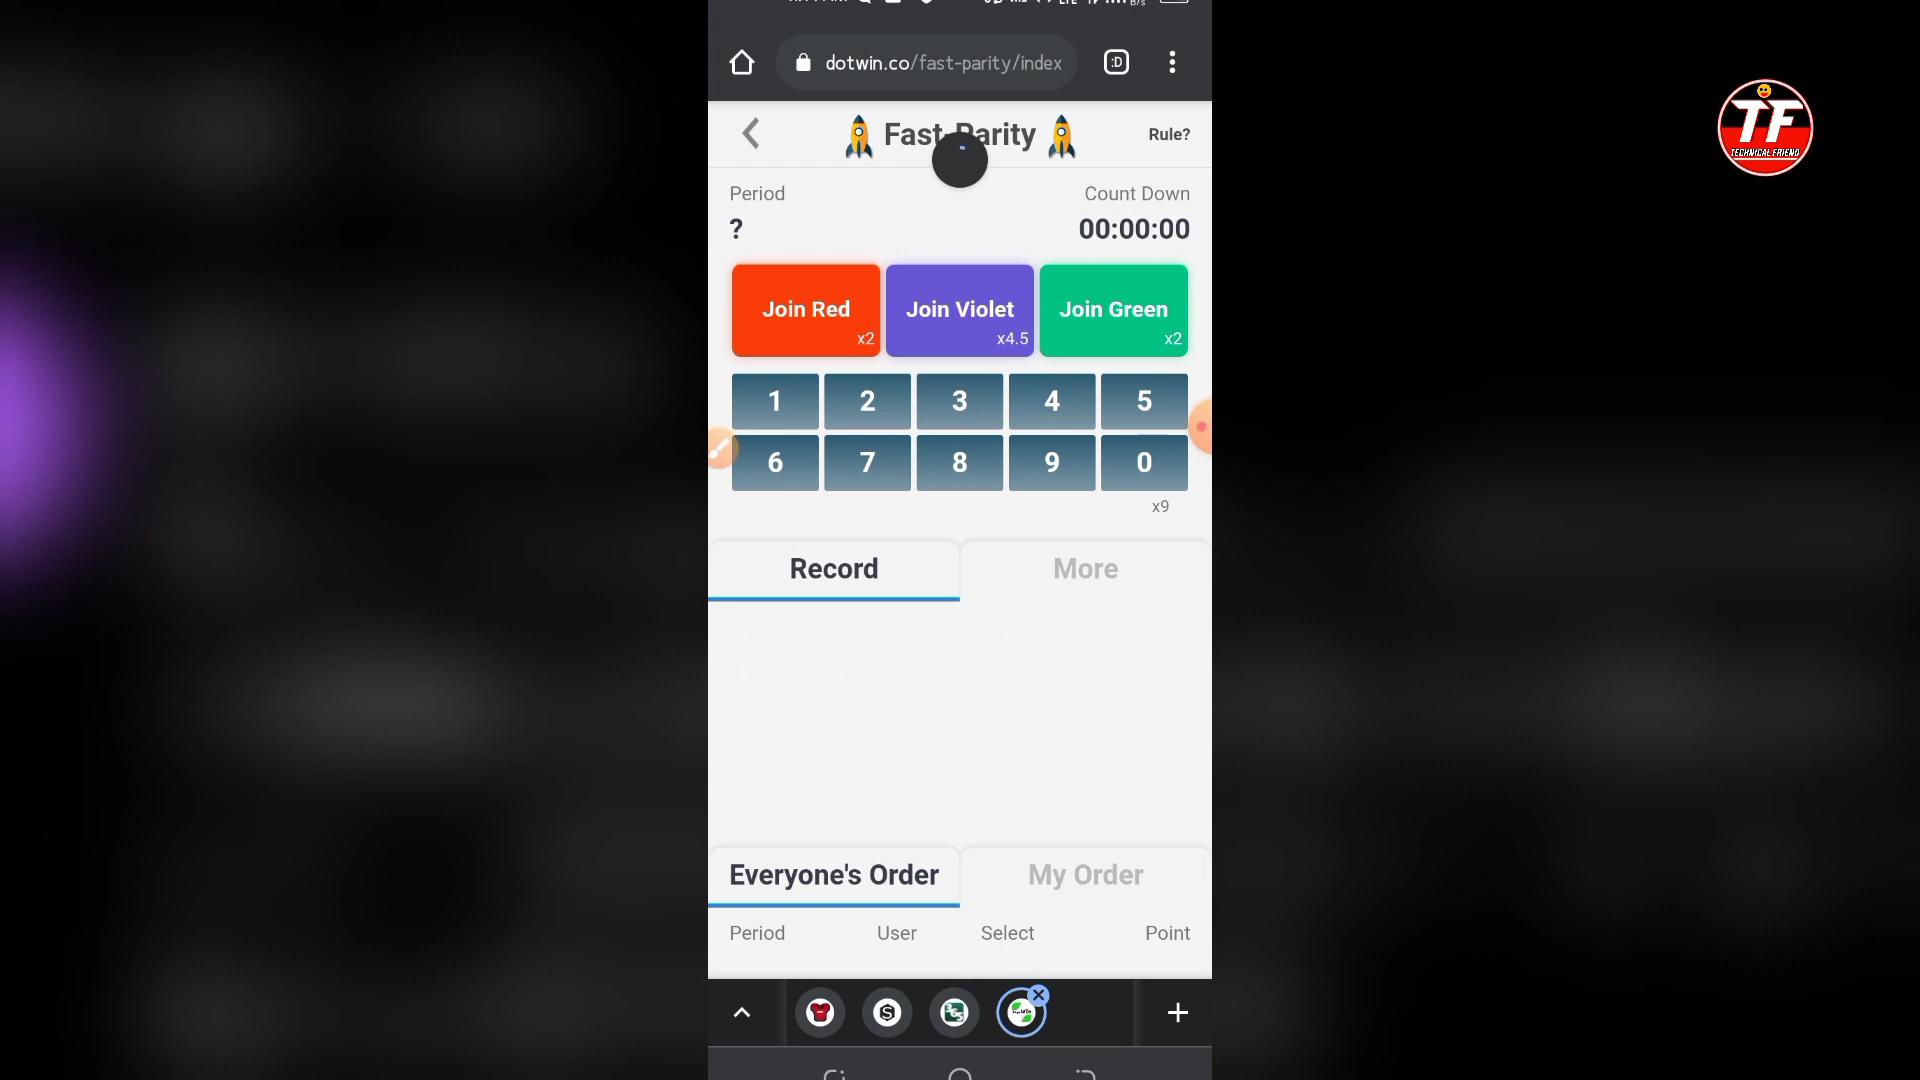 dotwin.co/fast-parity/index
:D
Fast-Parity
Rule?
Period
Count Down
?
00:00:00
Join Red
x2
Join Violet
x4.5
Join Green
x2
1 2 3 4 5
6 7 8 9 0
x9
Record
More
Everyone's Order
My Order
Period
User
Select
Point
S
365
TF
TECHNICAL FRIEND